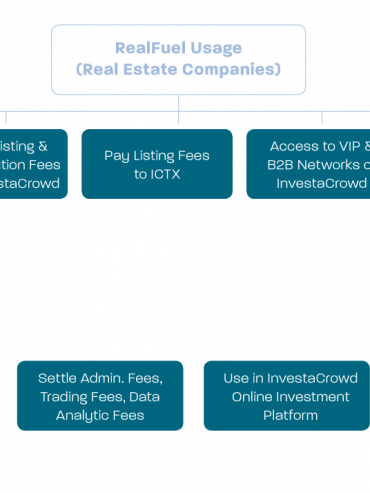 RealFuel Usage
(Real Estate Companies)
isting &
tion Fees
staCrowd
Pay Listing Fees
to ICTX
Access to VIP &
B2B Networks o
InvestaCrowd
Settle Admin. Fees,
Trading Fees, Data
Analytic Fees
Use in InvestaCrowd
Online Investment
Platform